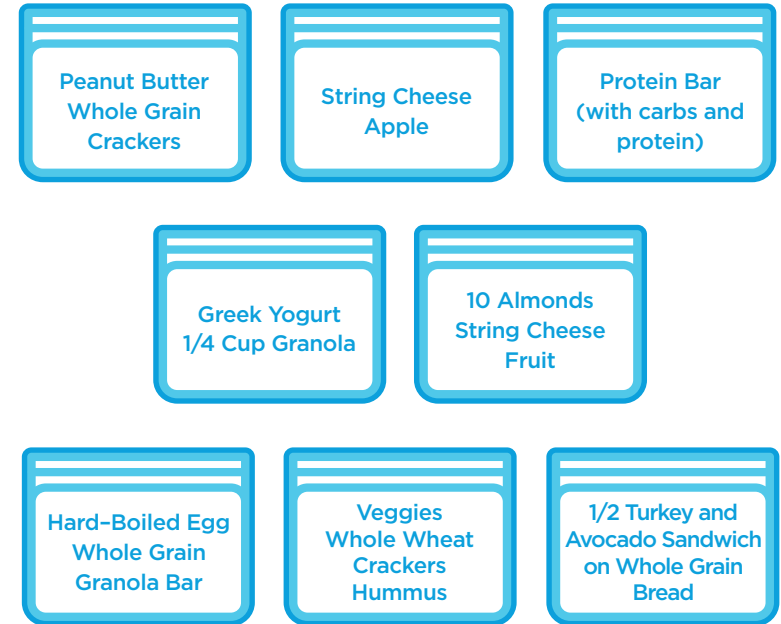 Peanut Butter
Whole Grain
Crackers
String Cheese
Apple
Protein Bar
(with carbs and
protein)
Greek Yogurt
1/4 Cup Granola
10 Almonds
String Cheese
Fruit
Hard–Boiled Egg
Whole Grain
Granola Bar
Veggies
Whole Wheat
Crackers
Hummus
1/2 Turkey and
Avocado Sandwich
on Whole Grain
Bread